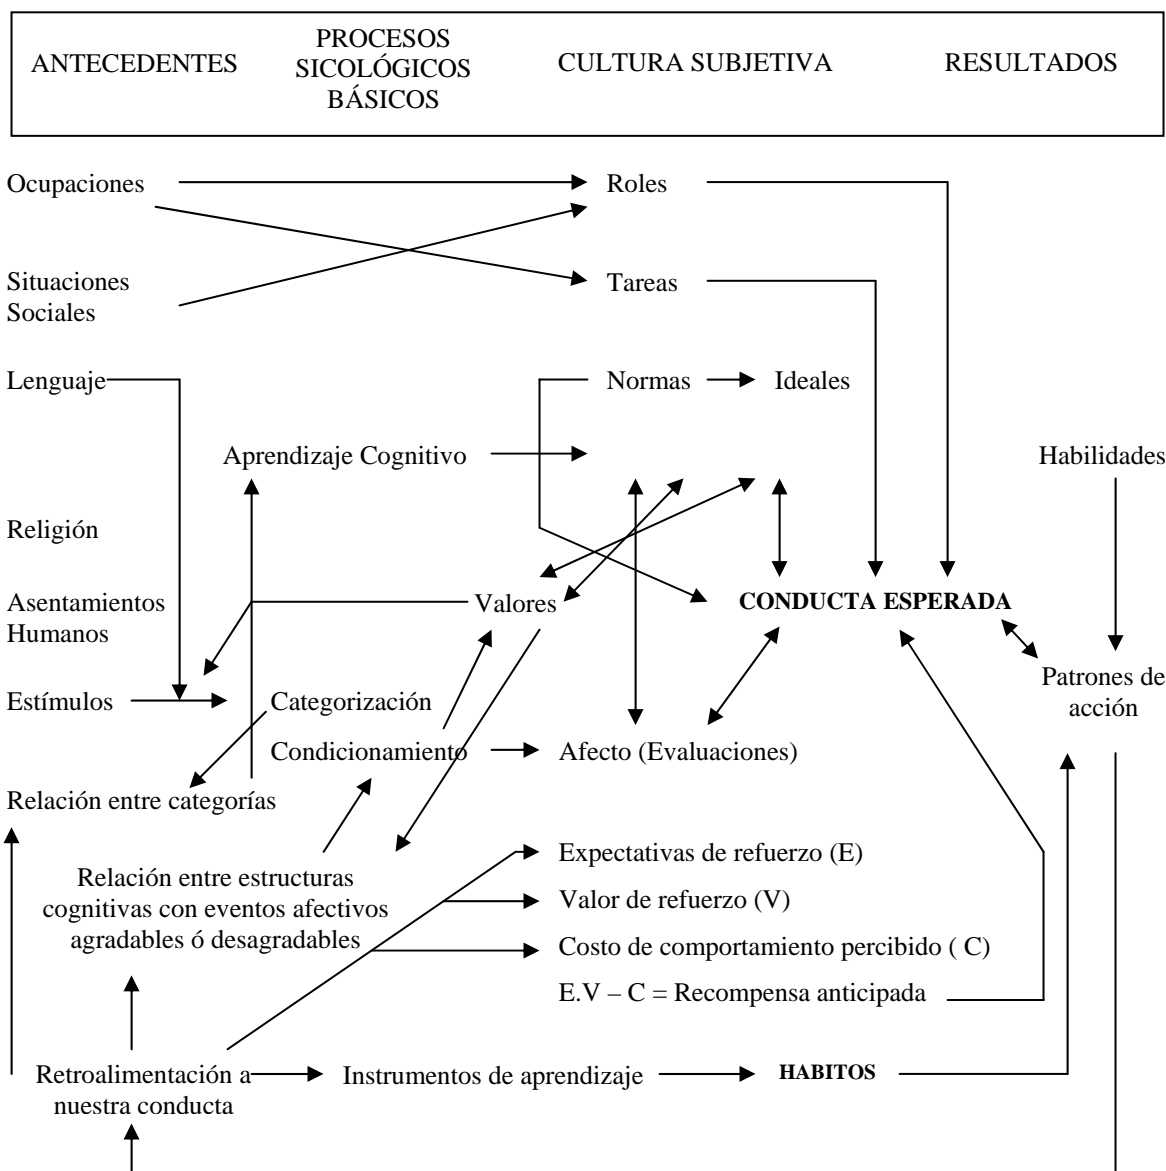 ANTECEDENTES
PROCESOS
SICOLÓGICOS
BÁSICOS
CULTURA SUBJETIVA
RESULTADOS
Ocupaciones
Roles
Situaciones
Sociales
Tareas
Lenguaje
Normas
Ideales
Aprendizaje Cognitivo
Habilidades
Religión
Asentamientos
Humanos
Valores
CONDUCTA ESPERADA
Estímulos
Categorización
Patrones de
acción
Condicionamiento
Afecto (Evaluaciones)
Relación entre categorías
Relación entre estructuras
cognitivas con eventos afectivos
agradables ó desagradables
Expectativas de refuerzo (E)
Valor de refuerzo (V)
Costo de comportamiento percibido ( C)
E.V – C = Recompensa anticipada
Retroalimentación a
nuestra conducta
Instrumentos de aprendizaje
HABITOS